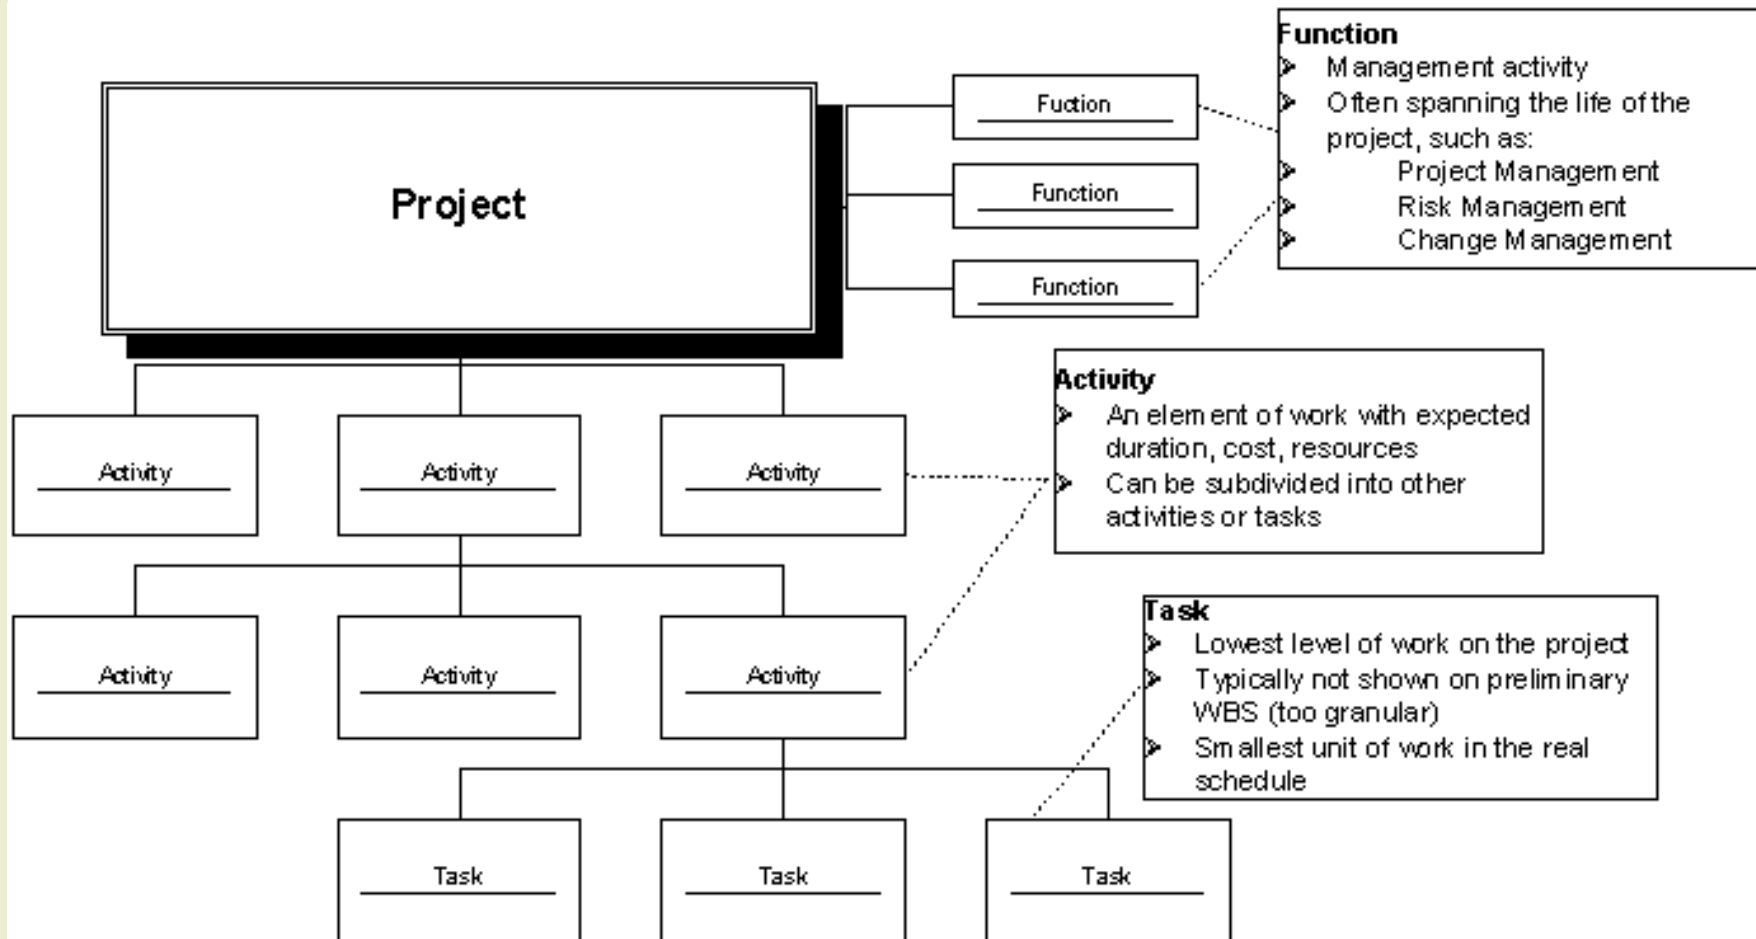 Project
Fuction
Function
Function
Function
Management activity
Often spanning the life of the
project, such as:
Project Management
Risk Management
Change Management
Activity
Activity
Activity
Activity
An element of work with expected
duration, cost, resources
Can be subdivided into other
activities or tasks
Activity
Activity
Activity
Task
Lowest level of work on the project
Typically not shown on preliminary
WBS (too granular)
Smallest unit of work in the real
schedule
Task
Task
Task